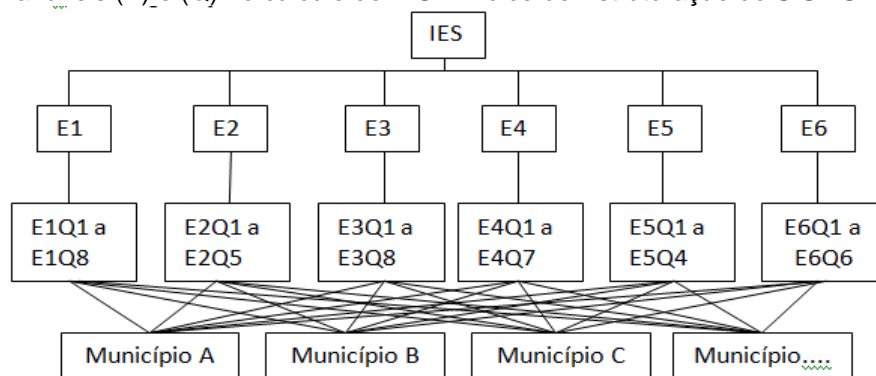 IES
E1 E2 E3 E4 E5 E6
E1Q1 a E2Q1 a E3Q1 a E4Q1 a E5Q1 a E6Q1 a
E1Q8 E2Q5 E3Q8 E4Q7 E5Q4 E6Q6
Município A Município B Município C Município....